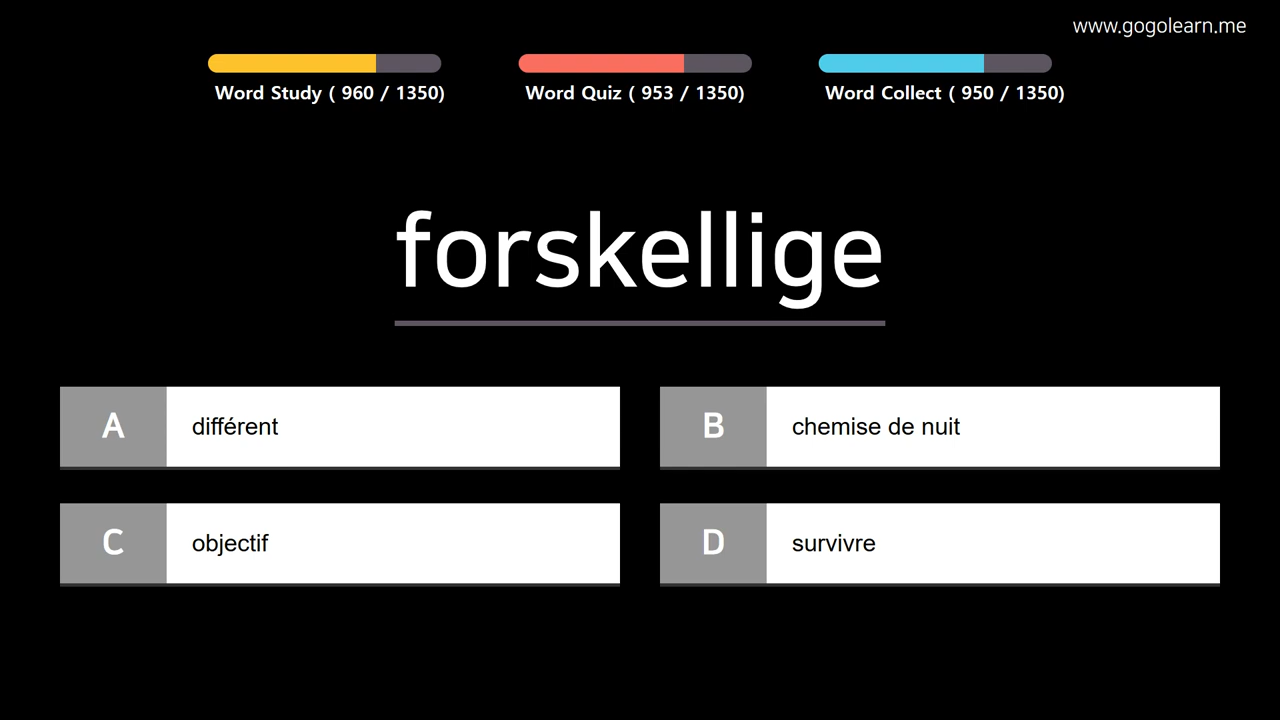 www.gogolearn.me
Word Study ( 960 / 1350)
Word Quiz ( 953 / 1350)
Word Collect ( 950 / 1350)
forskellige
A différent
B chemise de nuit
C objectif
D survivre